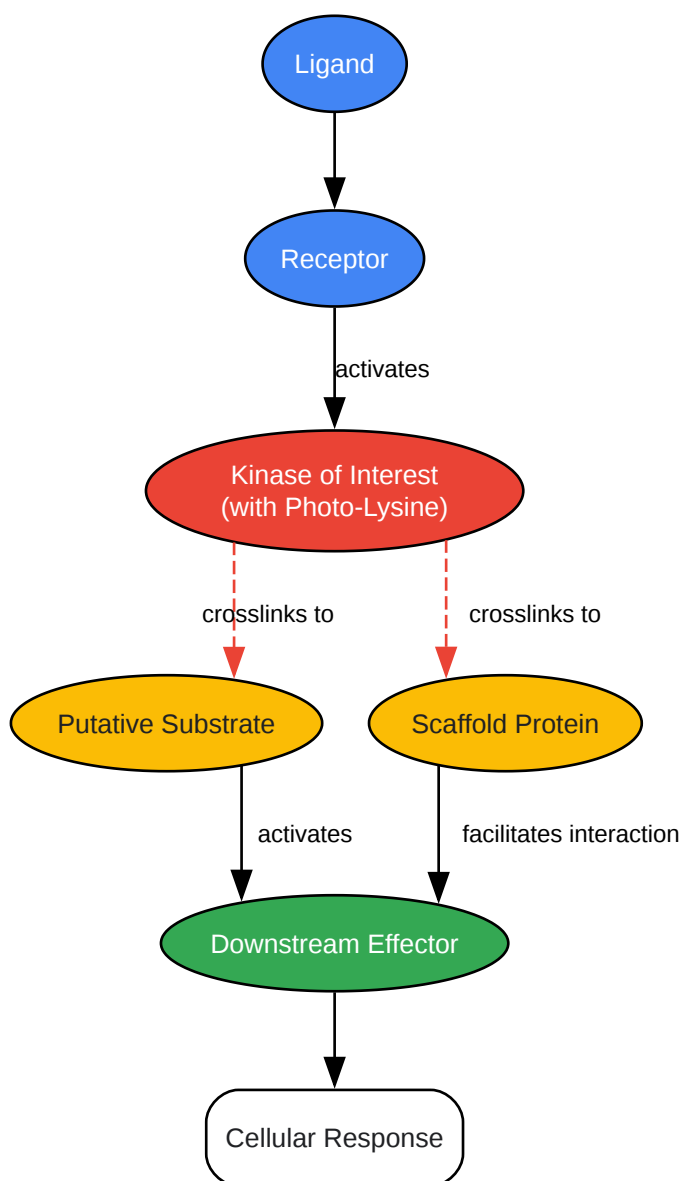 Ligand
Receptor
activates
Kinase of Interest
(with Photo-Lysine)
crosslinks to
crosslinks to
Putative Substrate
Scaffold Protein
activates
facilitates interaction
Downstream Effector
Cellular Response